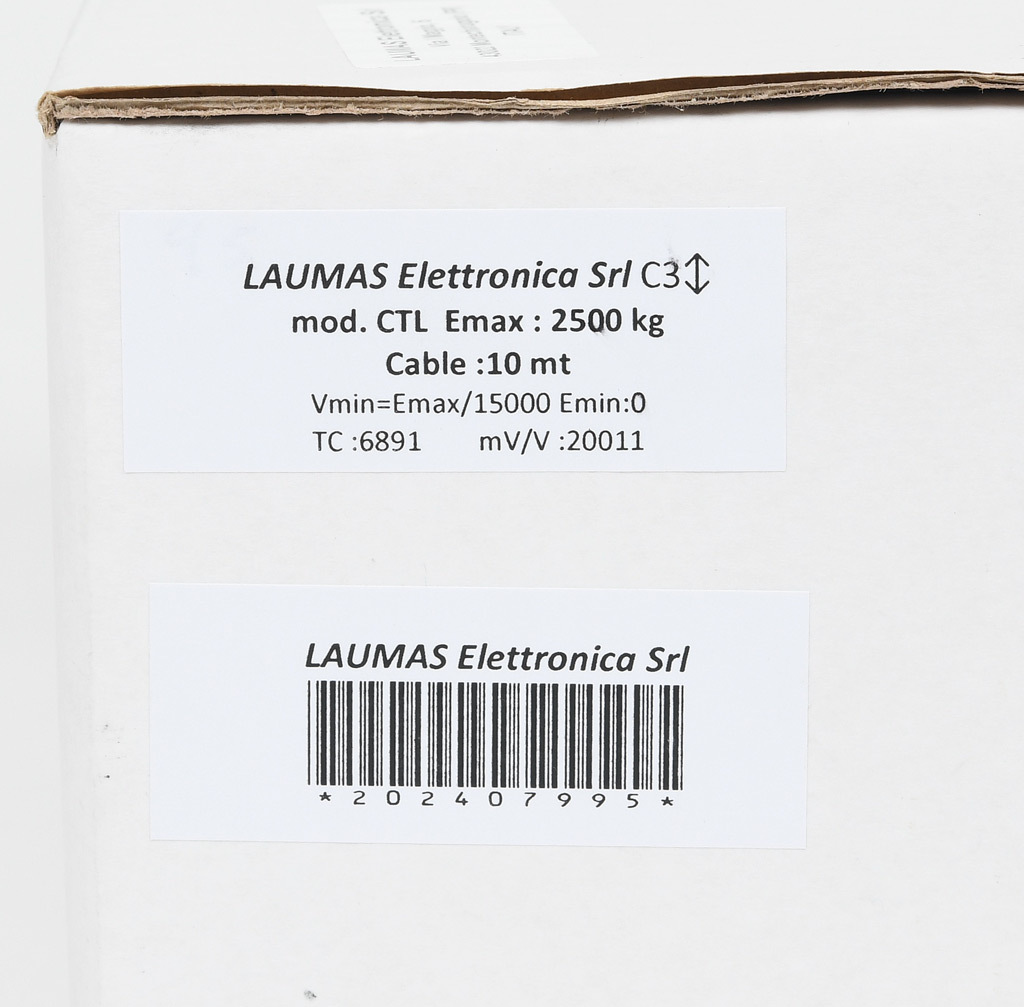 LAUMAS Elettronica Srl C3↕
mod. CTL Emax : 2500 kg
Cable :10 mt
Vmin=Emax/15000 Emin:0
TC :6891 mV/V :20011
LAUMAS Elettronica Srl
*202407995*